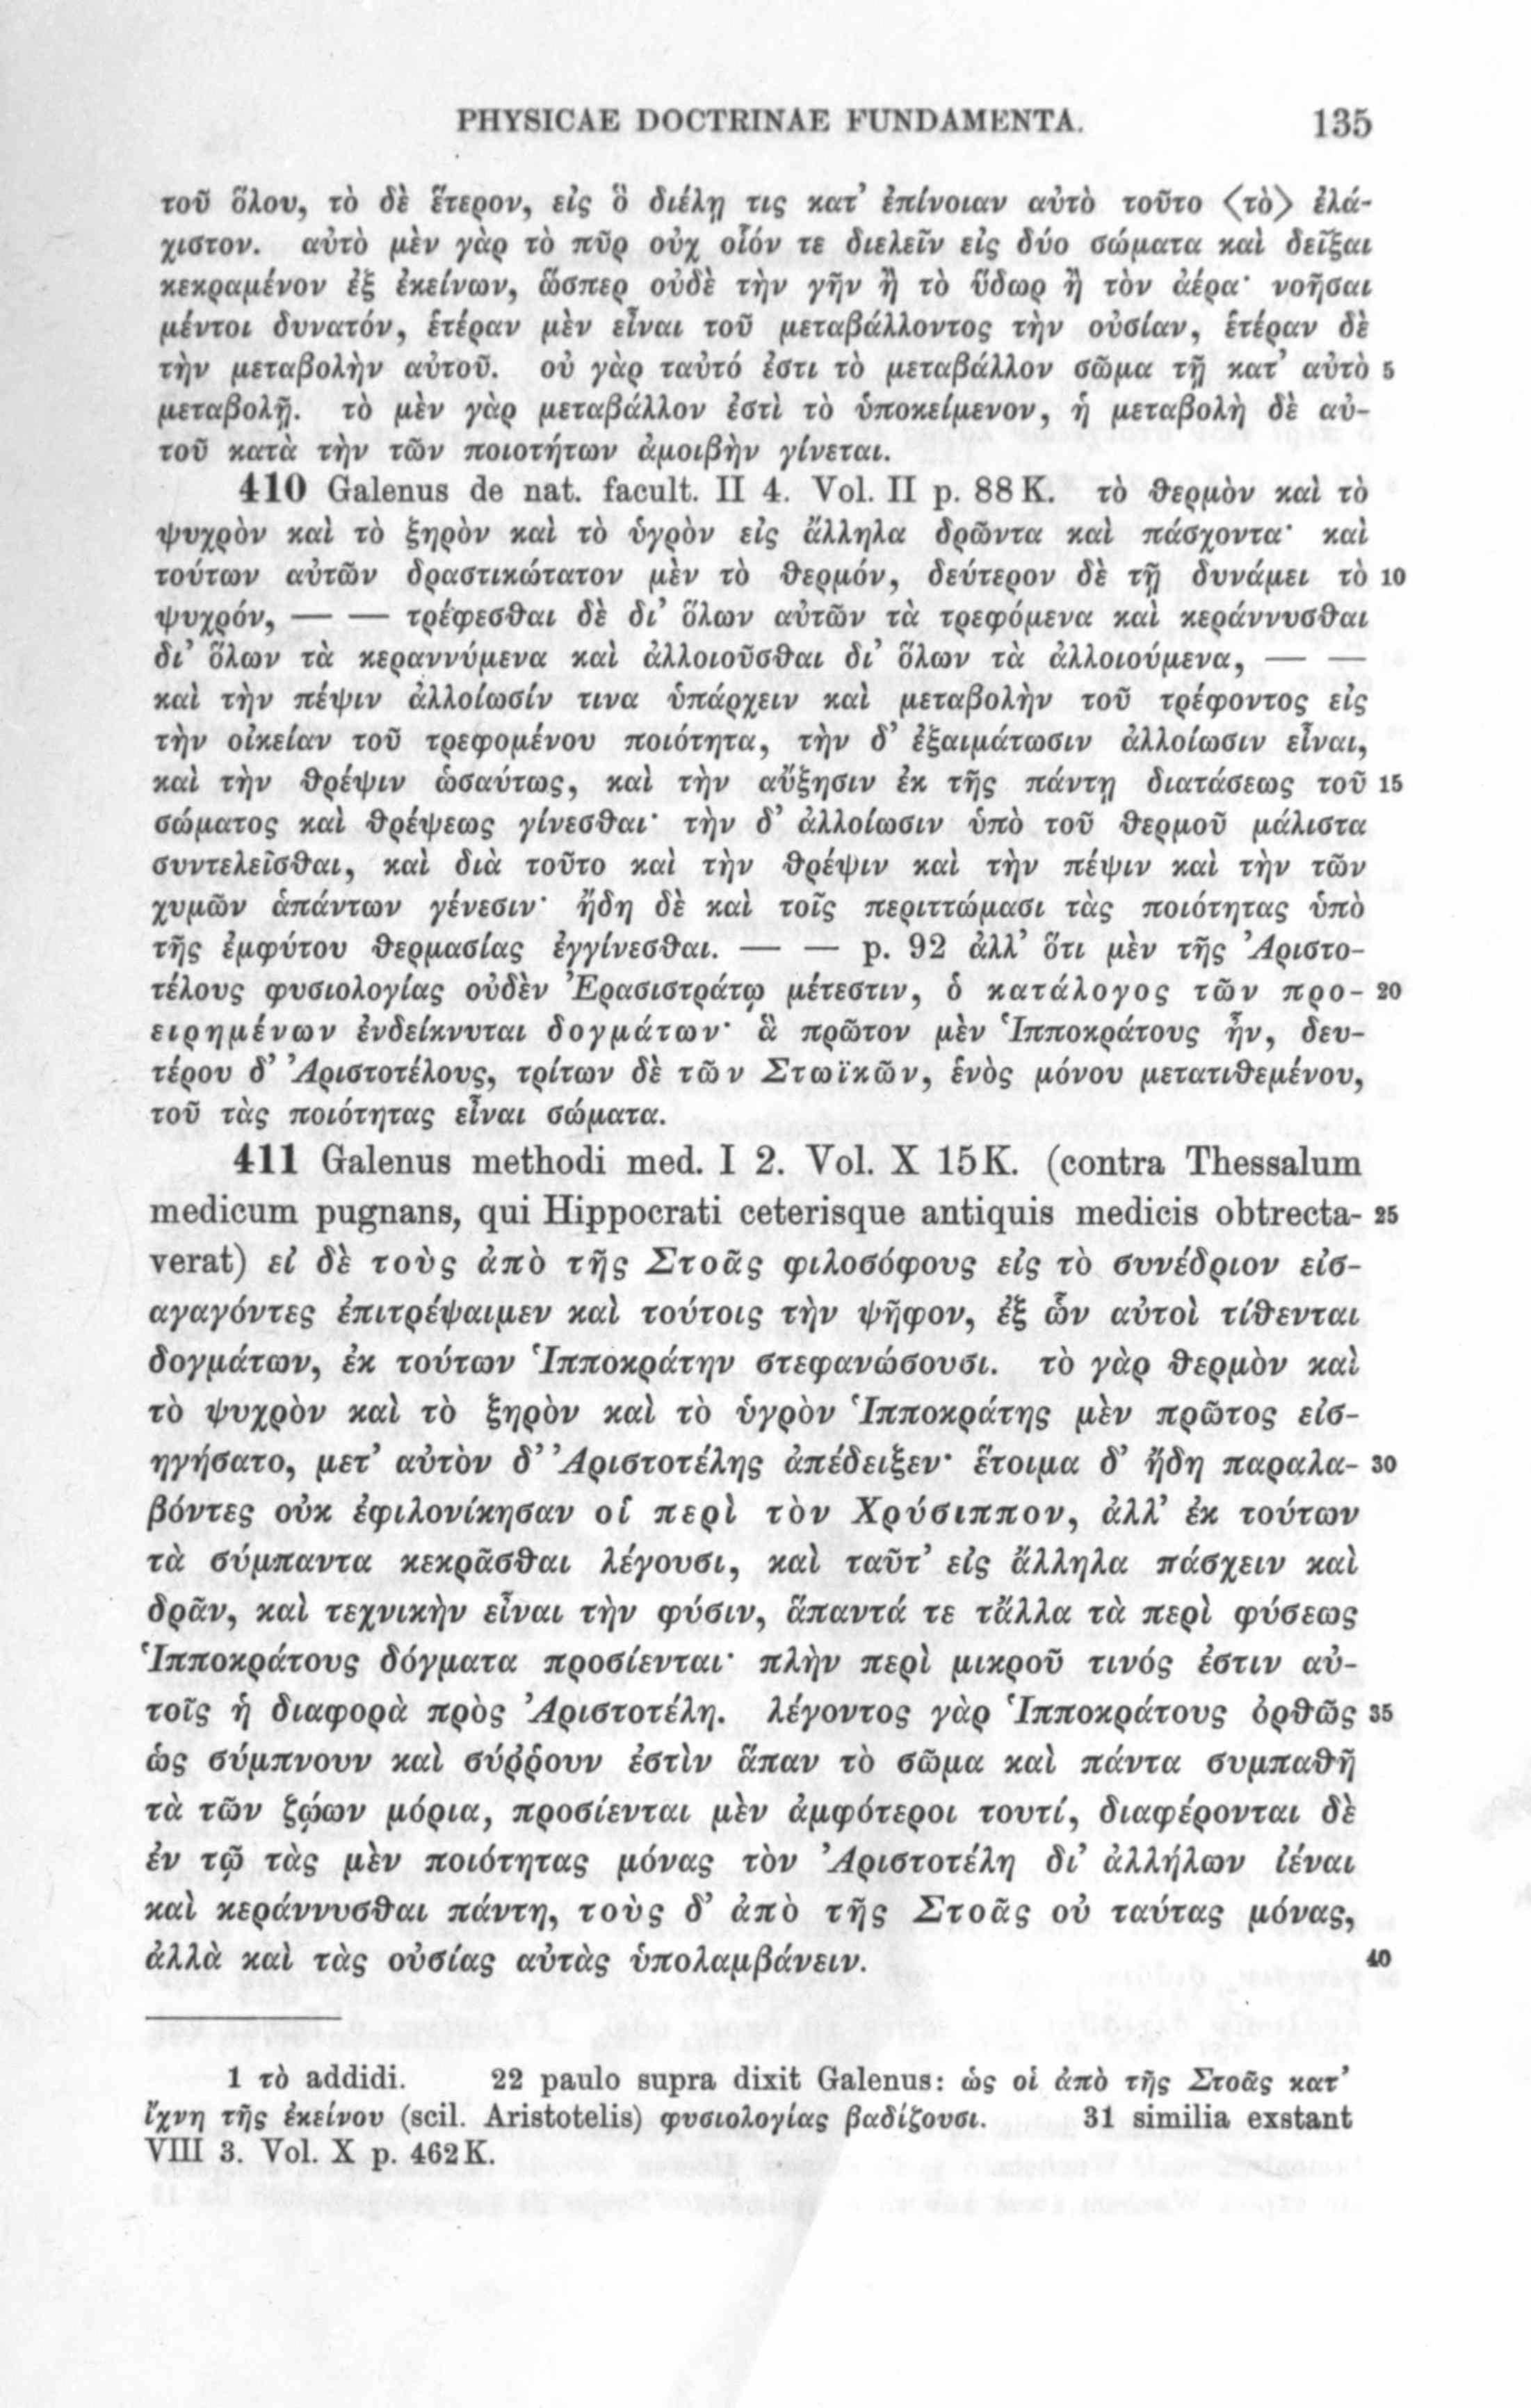 PHYSICAE DOCTRINAE FUNDAMENTA. 135
τοῦ ὅλου, τὸ δὲ ἕτερον, εἰς ὃ διέλῃ τις κατ’ ἐπίνοιαν αὐτὸ τοῦτο ⟨τὸ⟩ ἐλά-
χιστον. αὐτὸ μὲν γὰρ τὸ πῦρ οὐχ οἷόν τε διελεῖν εἰς δύο σώματα καὶ δεῖξαι
κεκραμένον ἐξ ἐκείνων, ὥσπερ οὐδὲ τὴν γῆν ἢ τὸ ὕδωρ ἢ τὸν ἀέρα· νοῆσαι
μέντοι δυνατόν, ἑτέραν μὲν εἶναι τοῦ μεταβάλλοντος τὴν οὐσίαν, ἑτέραν δὲ
τὴν μεταβολὴν αὐτοῦ. οὐ γὰρ ταὐτό ἐστι τὸ μεταβάλλον σῶμα τῇ κατ’ αὐτὸ 5
μεταβολῇ. τὸ μὲν γὰρ μεταβάλλον ἐστὶ τὸ ὑποκείμενον, ἡ μεταβολὴ δὲ αὐ-
τοῦ κατὰ τὴν τῶν ποιοτήτων ἀμοιβὴν γίνεται.
410 Galenus de nat. facult. II 4. Vol. II p. 88 K. τὸ θερμὸν καὶ τὸ
ψυχρὸν καὶ τὸ ξηρὸν καὶ τὸ ὑγρὸν εἰς ἄλληλα δρῶντα καὶ πάσχοντα· καὶ
τούτων αὐτῶν δραστικώτατον μὲν τὸ θερμόν, δεύτερον δὲ τῇ δυνάμει τὸ 10
ψυχρόν, — — τρέφεσθαι δὲ δι’ ὅλων αὐτῶν τὰ τρεφόμενα καὶ κεράννυσθαι
δι’ ὅλων τὰ κεραννύμενα καὶ ἀλλοιοῦσθαι δι’ ὅλων τὰ ἀλλοιούμενα, — —
καὶ τὴν πέψιν ἀλλοίωσίν τινα ὑπάρχειν καὶ μεταβολὴν τοῦ τρέφοντος εἰς
τὴν οἰκείαν τοῦ τρεφομένου ποιότητα, τὴν δ’ ἐξαιμάτωσιν ἀλλοίωσιν εἶναι,
καὶ τὴν θρέψιν ὡσαύτως, καὶ τὴν αὔξησιν ἐκ τῆς πάντῃ διατάσεως τοῦ 15
σώματος καὶ θρέψεως γίνεσθαι· τὴν δ’ ἀλλοίωσιν ὑπὸ τοῦ θερμοῦ μάλιστα
συντελεῖσθαι, καὶ διὰ τοῦτο καὶ τὴν θρέψιν καὶ τὴν πέψιν καὶ τὴν τῶν
χυμῶν ἁπάντων γένεσιν· ἤδη δὲ καὶ τοῖς περιττώμασι τὰς ποιότητας ὑπὸ
τῆς ἐμφύτου θερμασίας ἐγγίνεσθαι. — — p. 92 ἀλλ’ ὅτι μὲν τῆς Ἀριστο-
τέλους φυσιολογίας οὐδὲν Ἐρασιστράτῳ μέτεστιν, ὁ κατάλογος τῶν προ- 20
ειρημένων ἐνδείκνυται δογμάτων· ἃ πρῶτον μὲν Ἱπποκράτους ἦν, δευ-
τέρου δ’ Ἀριστοτέλους, τρίτων δὲ τῶν Στωϊκῶν, ἑνὸς μόνου μετατιθεμένου,
τοῦ τὰς ποιότητας εἶναι σώματα.
411 Galenus methodi med. I 2. Vol. X 15 K. (contra Thessalum
medicum pugnans, qui Hippocrati ceterisque antiquis medicis obtrecta- 25
verat) εἰ δὲ τοὺς ἀπὸ τῆς Στοᾶς φιλοσόφους εἰς τὸ συνέδριον εἰσ-
αγαγόντες ἐπιτρέψαιμεν καὶ τούτοις τὴν ψῆφον, ἐξ ὧν αὐτοὶ τίθενται
δογμάτων, ἐκ τούτων Ἱπποκράτην στεφανώσουσι. τὸ γὰρ θερμὸν καὶ
τὸ ψυχρὸν καὶ τὸ ξηρὸν καὶ τὸ ὑγρὸν Ἱπποκράτης μὲν πρῶτος εἰσ-
ηγήσατο, μετ’ αὐτὸν δ’ Ἀριστοτέλης ἀπέδειξεν· ἕτοιμα δ’ ἤδη παραλα- 30
βόντες οὐκ ἐφιλονίκησαν οἱ περὶ τὸν Χρύσιππον, ἀλλ’ ἐκ τούτων
τὰ σύμπαντα κεκρᾶσθαι λέγουσι, καὶ ταῦτ’ εἰς ἄλληλα πάσχειν καὶ
δρᾶν, καὶ τεχνικὴν εἶναι τὴν φύσιν, ἅπαντά τε τἄλλα τὰ περὶ φύσεως
Ἱπποκράτους δόγματα προσίενται· πλὴν περὶ μικροῦ τινός ἐστιν αὐ-
τοῖς ἡ διαφορὰ πρὸς Ἀριστοτέλη. λέγοντος γὰρ Ἱπποκράτους ὀρθῶς 35
ὡς σύμπνουν καὶ σύῤῥουν ἐστὶν ἅπαν τὸ σῶμα καὶ πάντα συμπαθῆ
τὰ τῶν ζῴων μόρια, προσίενται μὲν ἀμφότεροι τουτί, διαφέρονται δὲ
ἐν τῷ τὰς μὲν ποιότητας μόνας τὸν Ἀριστοτέλη δι’ ἀλλήλων ἰέναι
καὶ κεράννυσθαι πάντη, τοὺς δ’ ἀπὸ τῆς Στοᾶς οὐ ταύτας μόνας,
ἀλλὰ καὶ τὰς οὐσίας αὐτὰς ὑπολαμβάνειν. 40
1 τὸ addidi. 22 paulo supra dixit Galenus: ὡς οἱ ἀπὸ τῆς Στοᾶς κατ’
ἴχνη τῆς ἐκείνου (scil. Aristotelis) φυσιολογίας βαδίζουσι. 31 similia exstant
VIII 3. Vol. X p. 462 K.